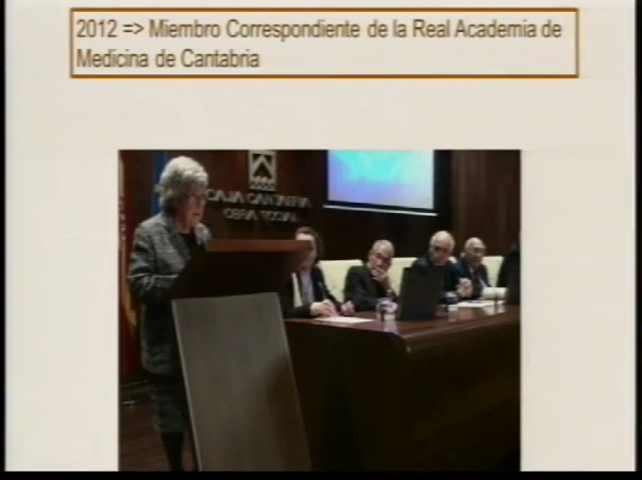 2012 => Miembro Correspondiente de la Real Academia de
Medicina de Cantabria
CAJA CANTABRIA
OBRA SOCIAL